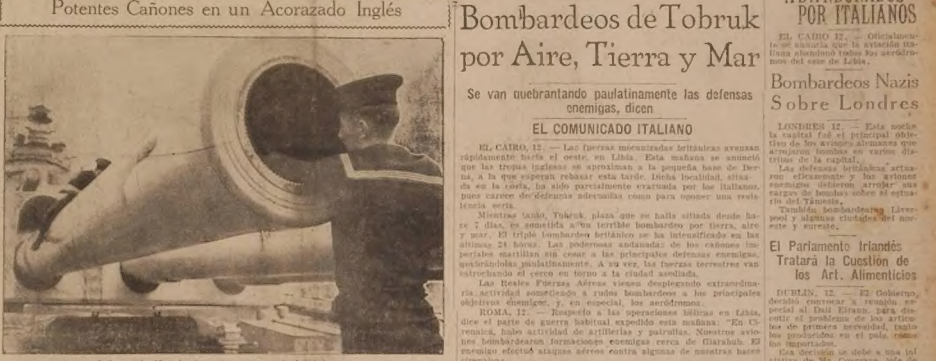 Potentes Cañones en un Acorazado Inglés
Bombardeos de Tobruk
por Aire, Tierra y Mar
Se van quebrantando paulatinamente las defensas
enemigas, dicen
EL COMUNICADO ITALIANO
EL CAIRO, 12. — Las fuerzas mecanizadas británicas avanzan
rápidamente hacia el oeste, en Libia. Esta mañana se anunció
que las tropas inglesas se aproximan a la pequeña base de Der-
na, a la que esperan rebasar esta tarde. Dicha localidad, situa-
da en la costa, ha sido parcialmente evacuada por los italianos,
pues carece de defensas adecuadas como para oponer una resis-
tencia seria.
Mientras tanto, Tobruk, plaza que se halla sitiada desde ha-
ce 7 días, es sometida a un terrible bombardeo por tierra, aire
y mar. El triple bombardeo británico se ha intensificado en las
últimas 24 horas. Las poderosas andanadas de los cañones im-
periales martillan sin cesar a las principales defensas enemigas,
quebrándolas paulatinamente. A su vez, las fuerzas terrestres van
estrechando el cerco en torno a la ciudad asediada.
Las Reales Fuerzas Aéreas vienen desplegando extraordina-
ria actividad sometiendo a rudos bombardeos a los principales
objetivos enemigos, y, en especial, los aeródromos.
ROMA, 12. — Respecto a las operaciones bélicas en Libia,
dice el parte de guerra habitual expedido esta mañana: "En Ci-
renaica, hubo actividad de artillerías y patrullas. Nuestros avio-
nes bombardearon formaciones enemigas cerca de Giarabub. El
enemigo efectuó ataques aéreos contra algunas de nuestras bases
POR ITALIANOS
EL CAIRO 12. — Oficialmen-
te se anuncia que la aviación ita-
liana abandonó todos los aeródro-
mos del este de Libia.
Bombardeos Nazis
Sobre Londres
LONDRES 12. — Esta noche
la capital fué el principal obje-
tivo de los aviones alemanes que
arrojaron bombas en varios dis-
tritos de la capital.
Las defensas británicas actua-
ron eficazmente y los aviones
enemigos debieron arrojar sus
cargas de bombas sobre el estua-
rio del Támesis.
También bombardearon Liver-
pool y algunas ciudades del nor-
este y sureste.
El Parlamento Irlandés
Tratará la Cuestión de
los Art. Alimenticios
DUBLIN, 12. — El Gobierno,
decidió convocar a reunión es-
pecial al Dail Eirann, para dis-
cutir el problema de los artícu-
los de primera necesidad, tanto
los producidos en el país como
los importados.
Esta decisión se debe a una